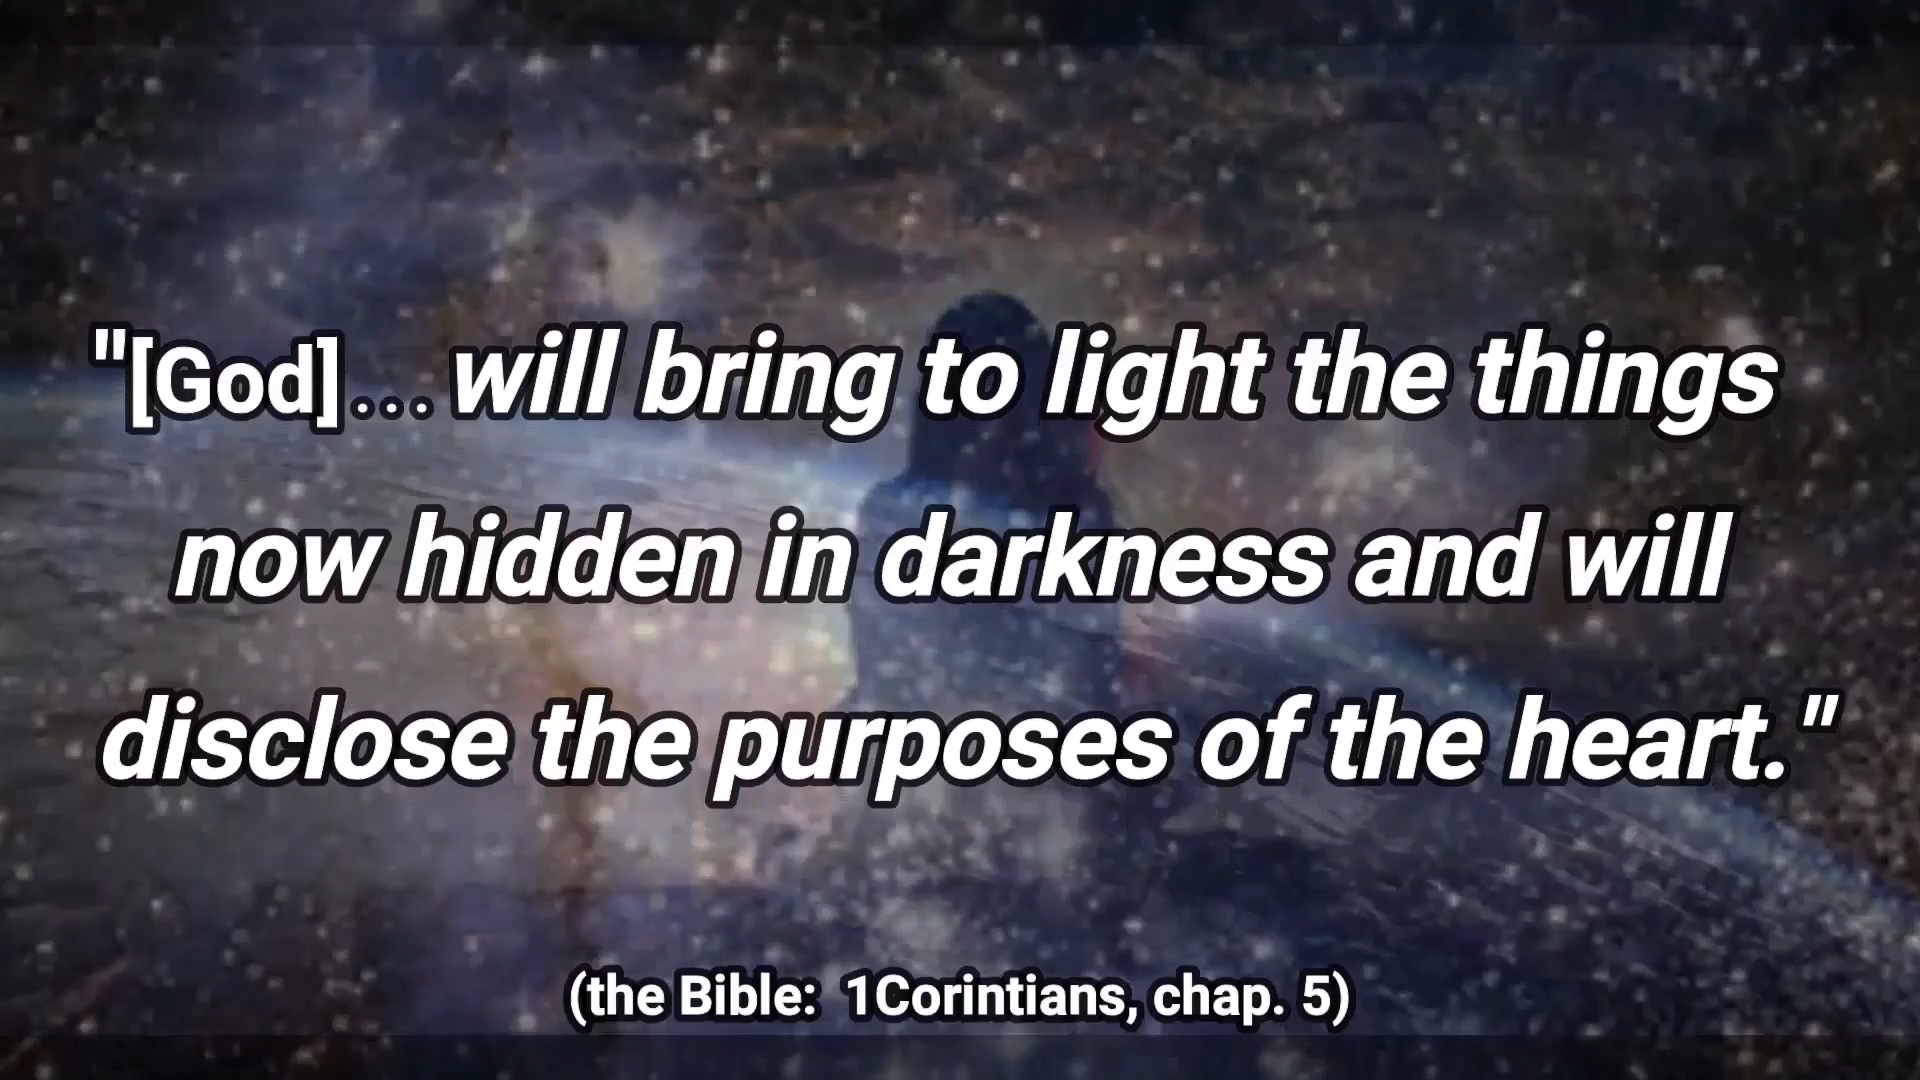 "[God]... will bring to light the things
now hidden in darkness and will
disclose the purposes of the heart."
(the Bible:  1Corintians, chap. 5)